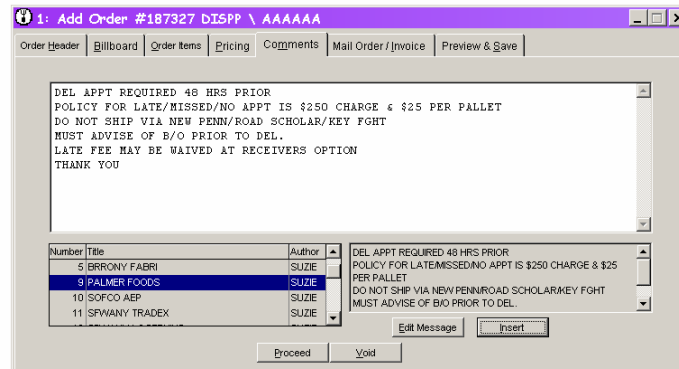 1: Add Order #187327 DISPP \ AAAAAA
Order Header Billboard Order Items Pricing Comments Mail Order / Invoice Preview & Save
DEL APPT REQUIRED 48 HRS PRIOR
POLICY FOR LATE/MISSED/NO APPT IS $250 CHARGE & $25 PER PALLET
DO NOT SHIP VIA NEW PENN/ROAD SCHOLAR/KEY FGHT
MUST ADVISE OF B/O PRIOR TO DEL.
LATE FEE MAY BE WAIVED AT RECEIVERS OPTION
THANK YOU
Number Title Author
5 BRRONY FABRI SUZIE
9 PALMER FOODS SUZIE
10 SOFCO AEP SUZIE
11 SFWANY TRADEX SUZIE
DEL APPT REQUIRED 48 HRS PRIOR
POLICY FOR LATE/MISSED/NO APPT IS $250 CHARGE & $25
PER PALLET
DO NOT SHIP VIA NEW PENN/ROAD SCHOLAR/KEY FGHT
MUST ADVISE OF B/O PRIOR TO DEL.
Edit Message Insert
Proceed Void